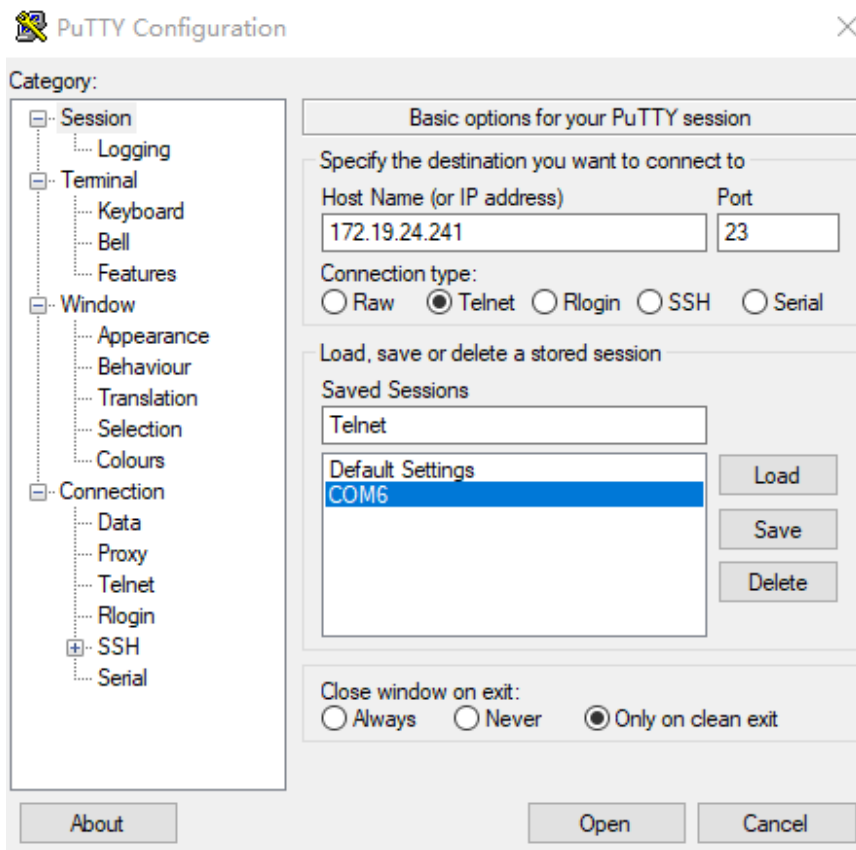 PuTTY Configuration
Category:
Session
Logging
Terminal
Keyboard
Bell
Features
Window
Appearance
Behaviour
Translation
Selection
Colours
Connection
Data
Proxy
Telnet
Rlogin
SSH
Serial
Basic options for your PuTTY session
Specify the destination you want to connect to
Host Name (or IP address) Port
172.19.24.241 23
Connection type:
Raw Telnet Rlogin SSH Serial
Load, save or delete a stored session
Saved Sessions
Telnet
Default Settings
COM6
Load
Save
Delete
Close window on exit:
Always Never Only on clean exit
About Open Cancel